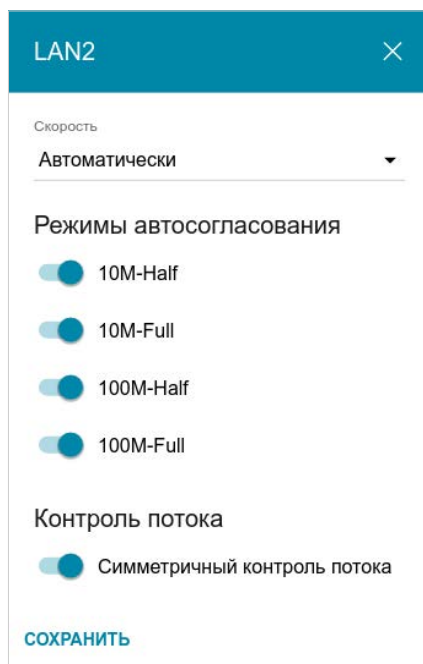 LAN2
Скорость
Автоматически
Режимы автосогласования
10M-Half
10M-Full
100M-Half
100M-Full
Контроль потока
Симметричный контроль потока
СОХРАНИТЬ